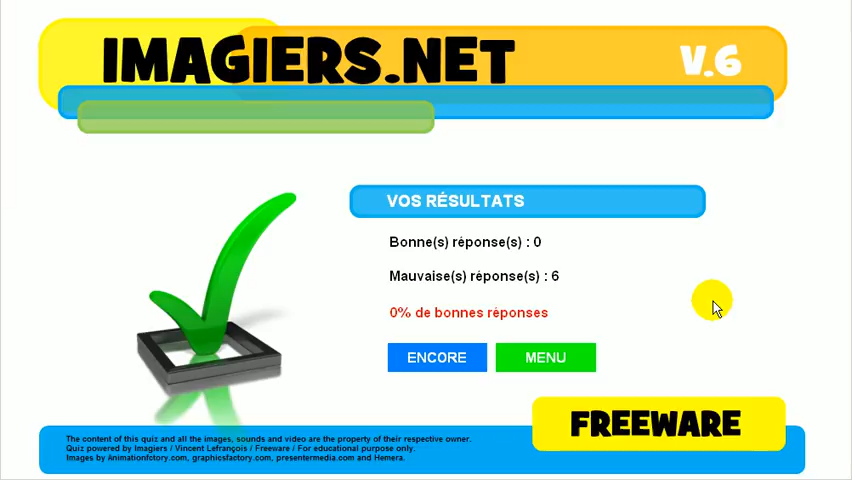 IMAGIERS.NET
V.6
VOS RÉSULTATS
Bonne(s) réponse(s) : 0
Mauvaise(s) réponse(s) : 6
0% de bonnes réponses
ENCORE
MENU
FREEWARE
The content of this quiz and all the images, sounds and video are the property of their respective owner.
Quiz powered by Imagiers / Vincent Lefrançois / Freeware / For educational purpose only.
Images by Animationfctory.com, graphicsfactory.com, presentermedia.com and Hemera.